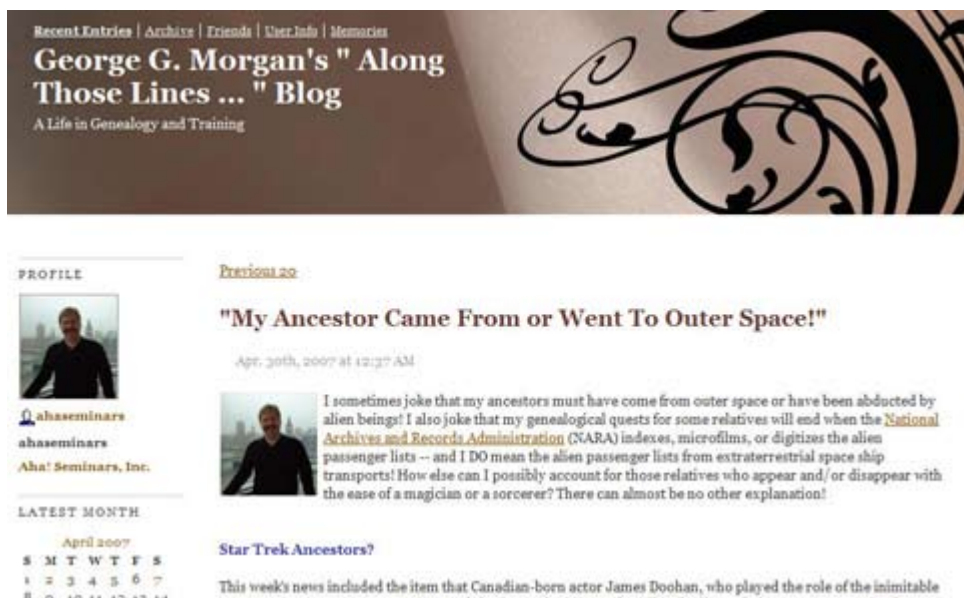 Recent Entries | Archive | Friends | User Info | Memories
George G. Morgan's " Along
Those Lines ... " Blog
A Life in Genealogy and Training
PROFILE
ahaseminars
ahaseminars
Aha! Seminars, Inc.
LATEST MONTH
April 2007
S M T W T F S
1 2 3 4 5 6 7
8 9 10 11 12 13 14
Previous 20
"My Ancestor Came From or Went To Outer Space!"
Apr. 30th, 2007 at 12:37 AM
I sometimes joke that my ancestors must have come from outer space or have been abducted by
alien beings! I also joke that my genealogical quests for some relatives will end when the National
Archives and Records Administration (NARA) indexes, microfilms, or digitizes the alien
passenger lists -- and I DO mean the alien passenger lists from extraterrestrial space ship
transports! How else can I possibly account for those relatives who appear and/or disappear with
the ease of a magician or a sorcerer? There can almost be no other explanation!
Star Trek Ancestors?
This week's news included the item that Canadian-born actor James Doohan, who played the role of the inimitable